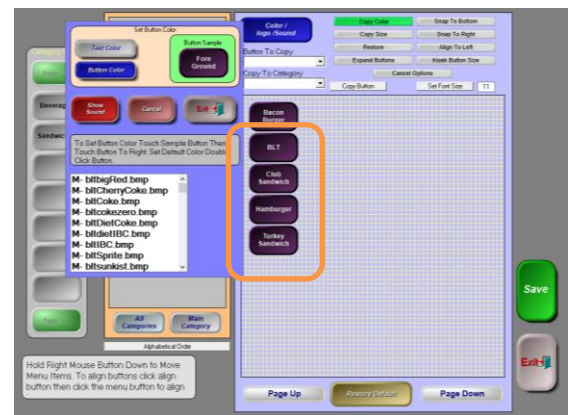 Set Button Color
Text Color
Button Color
Button Sample
Fore
Ground
Show
Sound
Cancel
Exit
To Set Button Color Touch Sample Button Then
Touch Button To Right. Set Default Color Double
Click Button.
M- bltbigRed.bmp
M- bltCherryCoke.bmp
M- bltCoke.bmp
M- bltcokezero.bmp
M- bltDietCoke.bmp
M- bltdietIBC.bmp
M- bltIBC.bmp
M- bltSprite.bmp
M- bltsunkist.bmp
Category
Page
Beverag
Sandwic
Page
All
Categories
Main
Category
Alphabetical Order
Hold Right Mouse Button Down to Move
Menu Items. To align buttons click align
button then click the menu button to align
Color /
logo /Sound
Button To Copy
Copy To Category
Copy Color
Snap To Bottom
Copy Size
Snap To Right
Restore
Align To Left
Expand Buttons
Kiosk Button Size
Cancel Options
Copy Button
Set Font Size
11
Bacon
Burger
BLT
Club
Sandwich
Hamburger
Turkey
Sandwich
Page Up
Restore Default
Page Down
Save
Exit